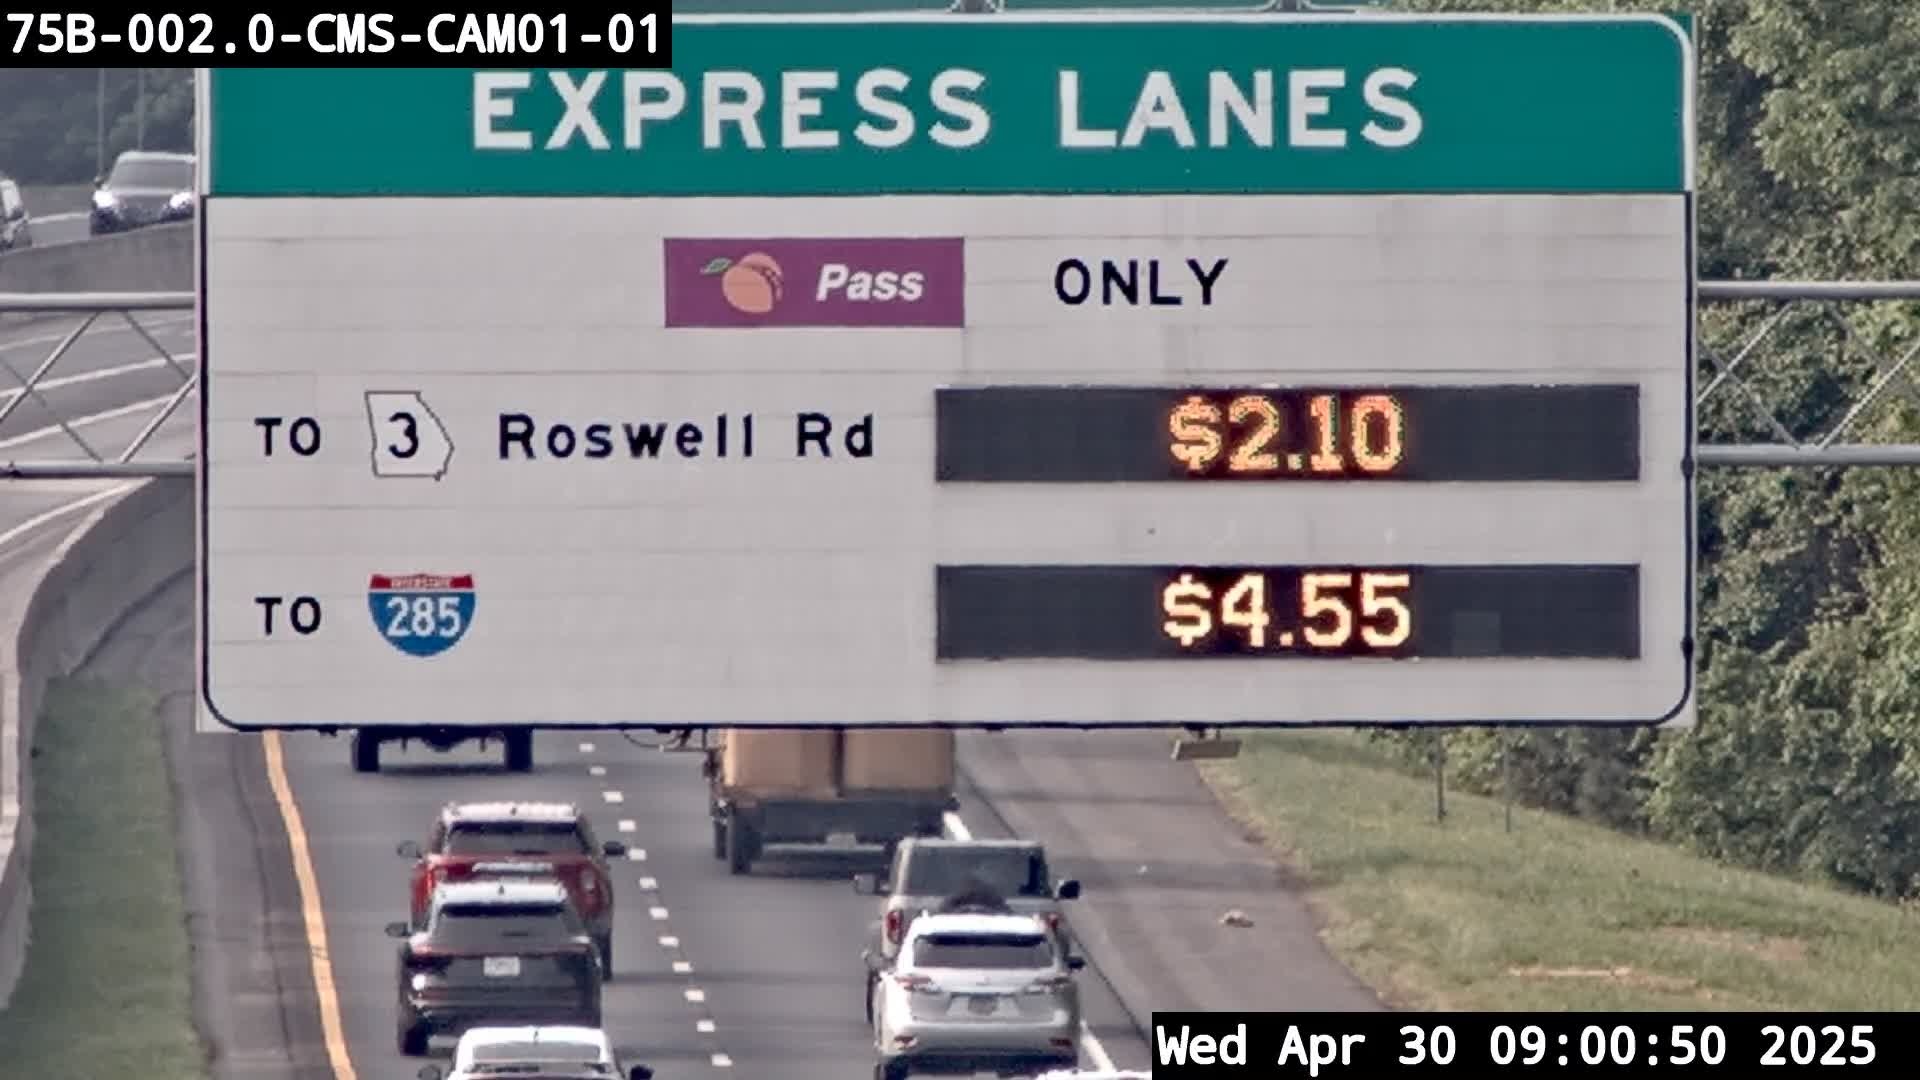 75B-002.0-CMS-CAM01-01
EXPRESS LANES
Pass ONLY
TO 3 Roswell Rd $2.10
INTERSTATE
TO 285 $4.55
Wed Apr 30 09:00:50 2025